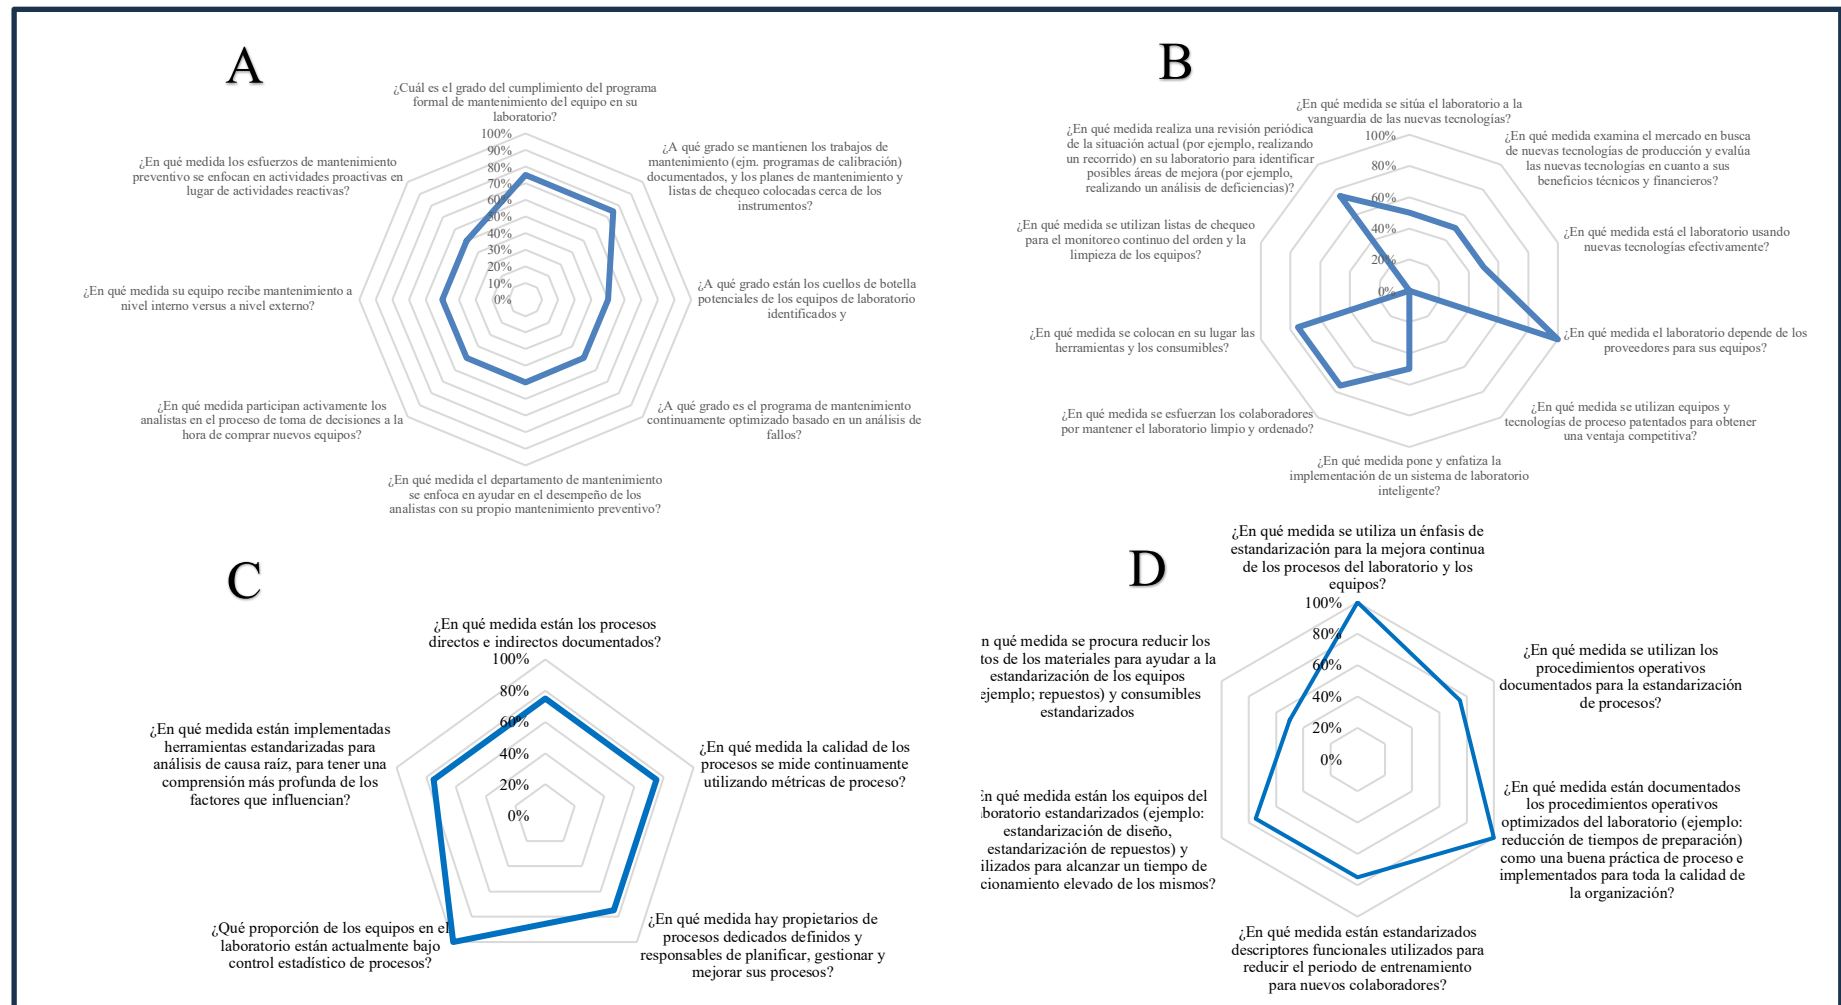 A
¿Cuál es el grado del cumplimiento del programa
formal de mantenimiento del equipo en su
laboratorio?
¿A qué grado se mantienen los trabajos de
mantenimiento (ejm. programas de calibración)
documentados, y los planes de mantenimiento y
listas de chequeo colocadas cerca de los
instrumentos?
¿A qué grado están los cuellos de botella
potenciales de los equipos de laboratorio
identificados y
¿A qué grado es el programa de mantenimiento
continuamente optimizado basado en un análisis de
fallos?
¿En qué medida el departamento de mantenimiento
se enfoca en ayudar en el desempeño de los
analistas con su propio mantenimiento preventivo?
¿En qué medida participan activamente los
analistas en el proceso de toma de decisiones a la
hora de comprar nuevos equipos?
¿En qué medida su equipo recibe mantenimiento a
nivel interno versus a nivel externo?
¿En qué medida los esfuerzos de mantenimiento
preventivo se enfocan en actividades proactivas en
lugar de actividades reactivas?
100%
90%
80%
70%
60%
50%
40%
30%
20%
10%
0%
B
¿En qué medida se sitúa el laboratorio a la
vanguardia de las nuevas tecnologías?
¿En qué medida examina el mercado en busca
de nuevas tecnologías de producción y evalúa
las nuevas tecnologías en cuanto a sus
beneficios técnicos y financieros?
¿En qué medida está el laboratorio usando
nuevas tecnologías efectivamente?
¿En qué medida el laboratorio depende de los
proveedores para sus equipos?
¿En qué medida se utilizan equipos y
tecnologías de proceso patentados para obtener
una ventaja competitiva?
¿En qué medida pone y enfatiza la
implementación de un sistema de laboratorio
inteligente?
¿En qué medida se esfuerzan los colaboradores
por mantener el laboratorio limpio y ordenado?
¿En qué medida se colocan en su lugar las
herramientas y los consumibles?
¿En qué medida se utilizan listas de chequeo
para el monitoreo continuo del orden y la
limpieza de los equipos?
¿En qué medida realiza una revisión periódica
de la situación actual (por ejemplo, realizando
un recorrido) en su laboratorio para identificar
posibles áreas de mejora (por ejemplo,
realizando un análisis de deficiencias)?
100%
80%
60%
40%
20%
0%
C
¿En qué medida están los procesos
directos e indirectos documentados?
¿En qué medida la calidad de los
procesos se mide continuamente
utilizando métricas de proceso?
¿En qué medida hay propietarios de
procesos dedicados definidos y
responsables de planificar, gestionar y
mejorar sus procesos?
¿Qué proporción de los equipos en el
laboratorio están actualmente bajo
control estadístico de procesos?
¿En qué medida están implementadas
herramientas estandarizadas para
análisis de causa raíz, para tener una
comprensión más profunda de los
factores que influencian?
100%
80%
60%
40%
20%
0%
D
¿En qué medida se utiliza un énfasis de
estandarización para la mejora continua
de los procesos del laboratorio y los
equipos?
¿En qué medida se utilizan los
procedimientos operativos
documentados para la estandarización
de procesos?
¿En qué medida están documentados
los procedimientos operativos
optimizados del laboratorio (ejemplo:
reducción de tiempos de preparación)
como una buena práctica de proceso e
implementados para toda la calidad de
la organización?
¿En qué medida están estandarizados
descriptores funcionales utilizados para
reducir el periodo de entrenamiento
para nuevos colaboradores?
En qué medida están los equipos del
boratorio estandarizados (ejemplo:
estandarización de diseño,
estandarización de repuestos) y
ilizados para alcanzar un tiempo de
cionamiento elevado de los mismos?
n qué medida se procura reducir los
tos de los materiales para ayudar a la
estandarización de los equipos
ejemplo; repuestos) y consumibles
estandarizados
100%
80%
60%
40%
20%
0%